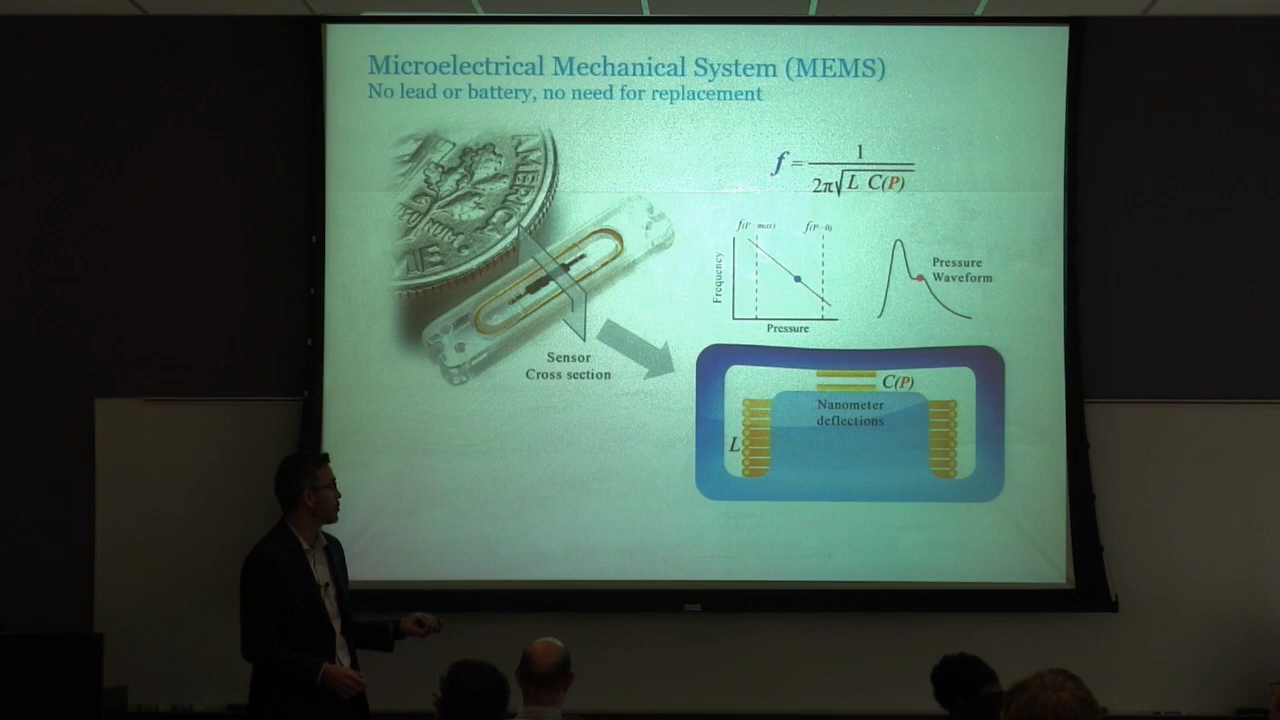 Microelectrical Mechanical System (MEMS)
No lead or battery, no need for replacement
AMERICA
f = 1 / 2π√L C(P)
f(P max)
f(P=0)
Frequency
Pressure
Pressure
Waveform
Sensor
Cross section
C(P)
Nanometer
deflections
L